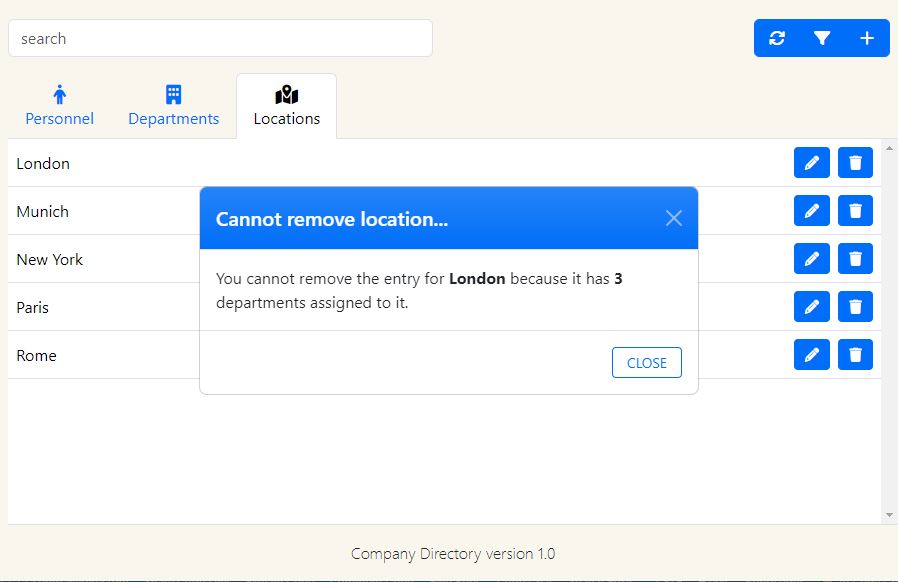 search
Personnel
Departments
Locations
London
Munich
New York
Paris
Rome
Cannot remove location...
You cannot remove the entry for London because it has 3
departments assigned to it.
CLOSE
Company Directory version 1.0